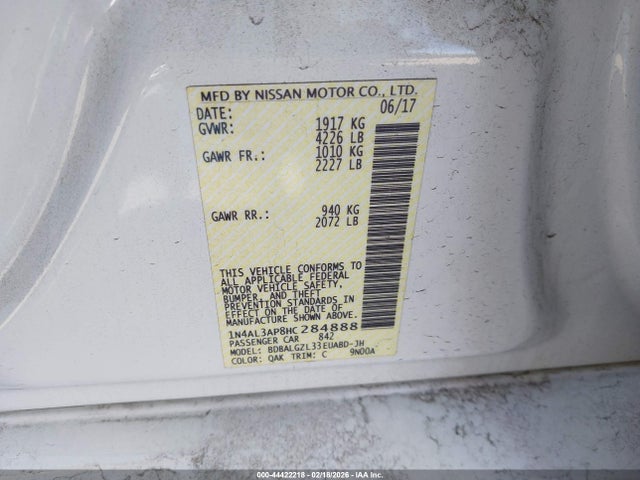 MFD BY NISSAN MOTOR CO., LTD.
DATE: 06/17
GVWR: 1917 KG
4226 LB
GAWR FR.: 1010 KG
2227 LB
GAWR RR.: 940 KG
2072 LB
THIS VEHICLE CONFORMS TO
ALL APPLICABLE FEDERAL
MOTOR VEHICLE SAFETY,
BUMPER, AND THEFT
PREVENTION STANDARDS IN
EFFECT ON THE DATE OF
MANUFACTURE SHOWN ABOVE.
1N4AL3AP8HC284888
PASSENGER CAR 842
MODEL: BDBALGZL33EUABD-JH
COLOR: QAK TRIM: C 9N00A
000-44422218 - 02/18/2026 - IAA Inc.